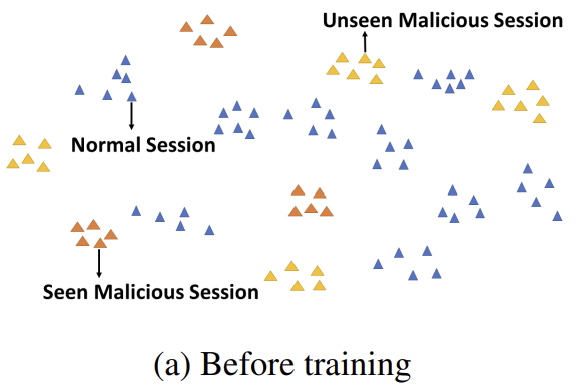 Unseen Malicious Session
Normal Session
Seen Malicious Session
(a) Before training